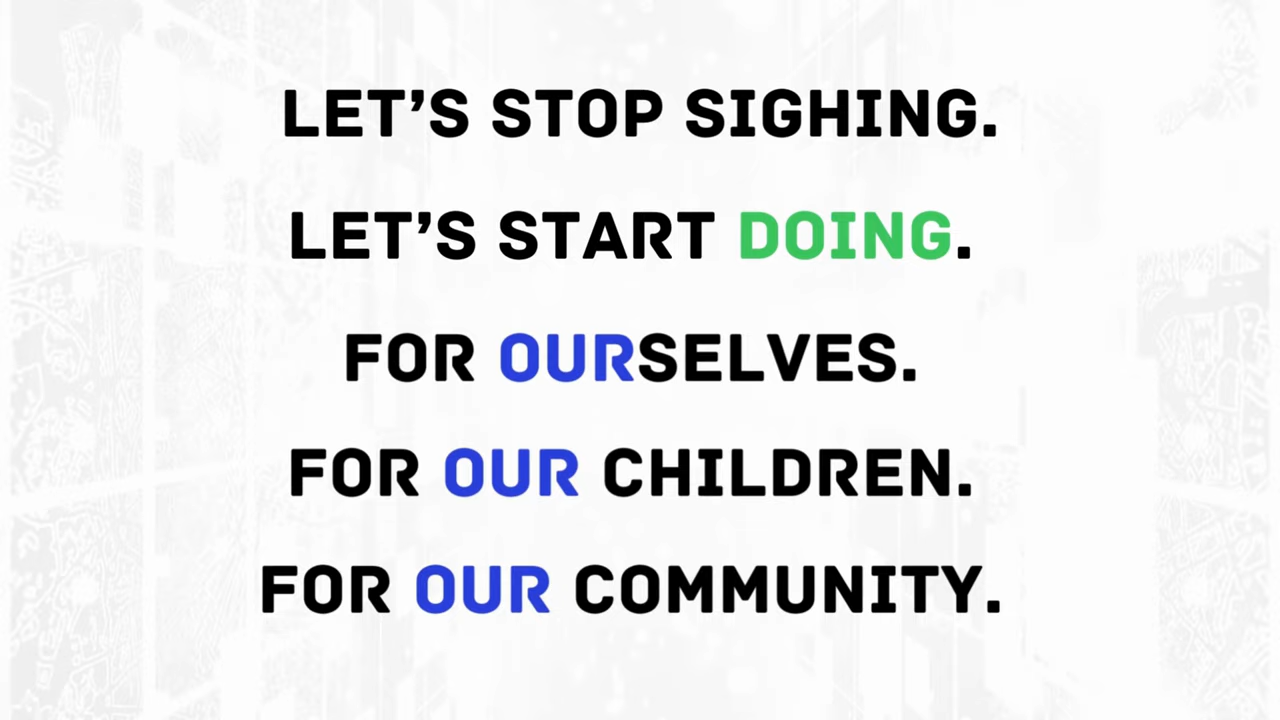 LET’S STOP SIGHING.
LET’S START DOING.
FOR OURSELVES.
FOR OUR CHILDREN.
FOR OUR COMMUNITY.